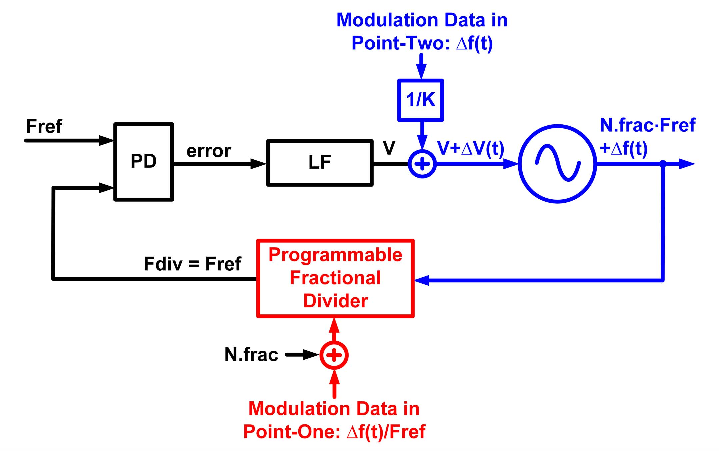 Modulation Data in
Point-Two: Δf(t)
1/K
Fref
PD
error
LF
V
+
V+ΔV(t)
N.frac·Fref
+Δf(t)
Fdiv = Fref
Programmable
Fractional
Divider
N.frac
+
Modulation Data in
Point-One: Δf(t)/Fref